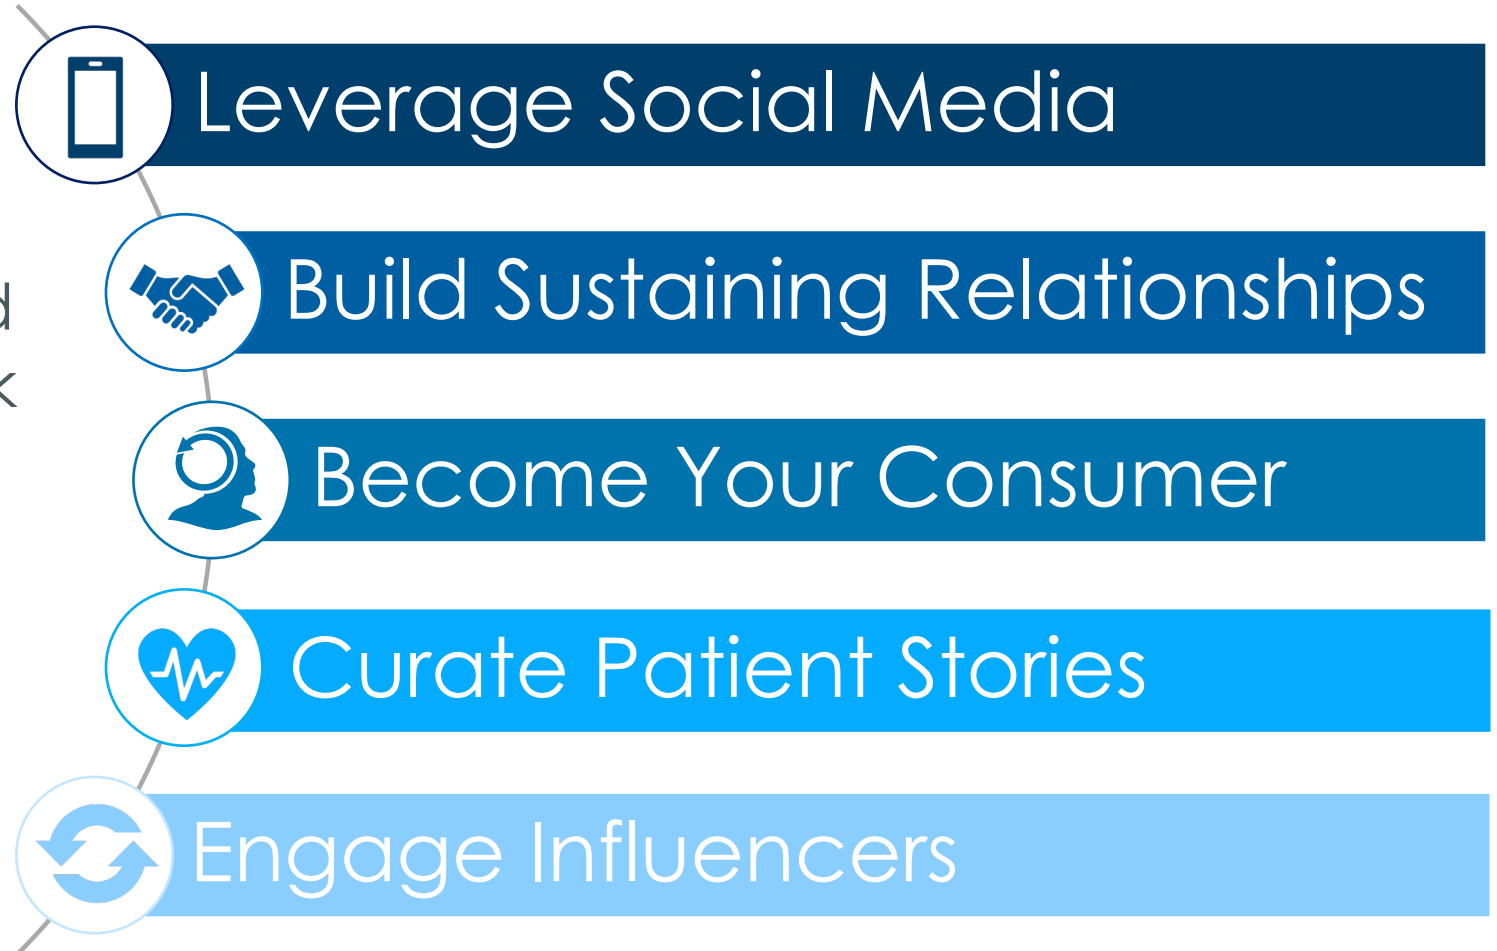 Leverage Social Media
Build Sustaining Relationships
Become Your Consumer
Curate Patient Stories
Engage Influencers